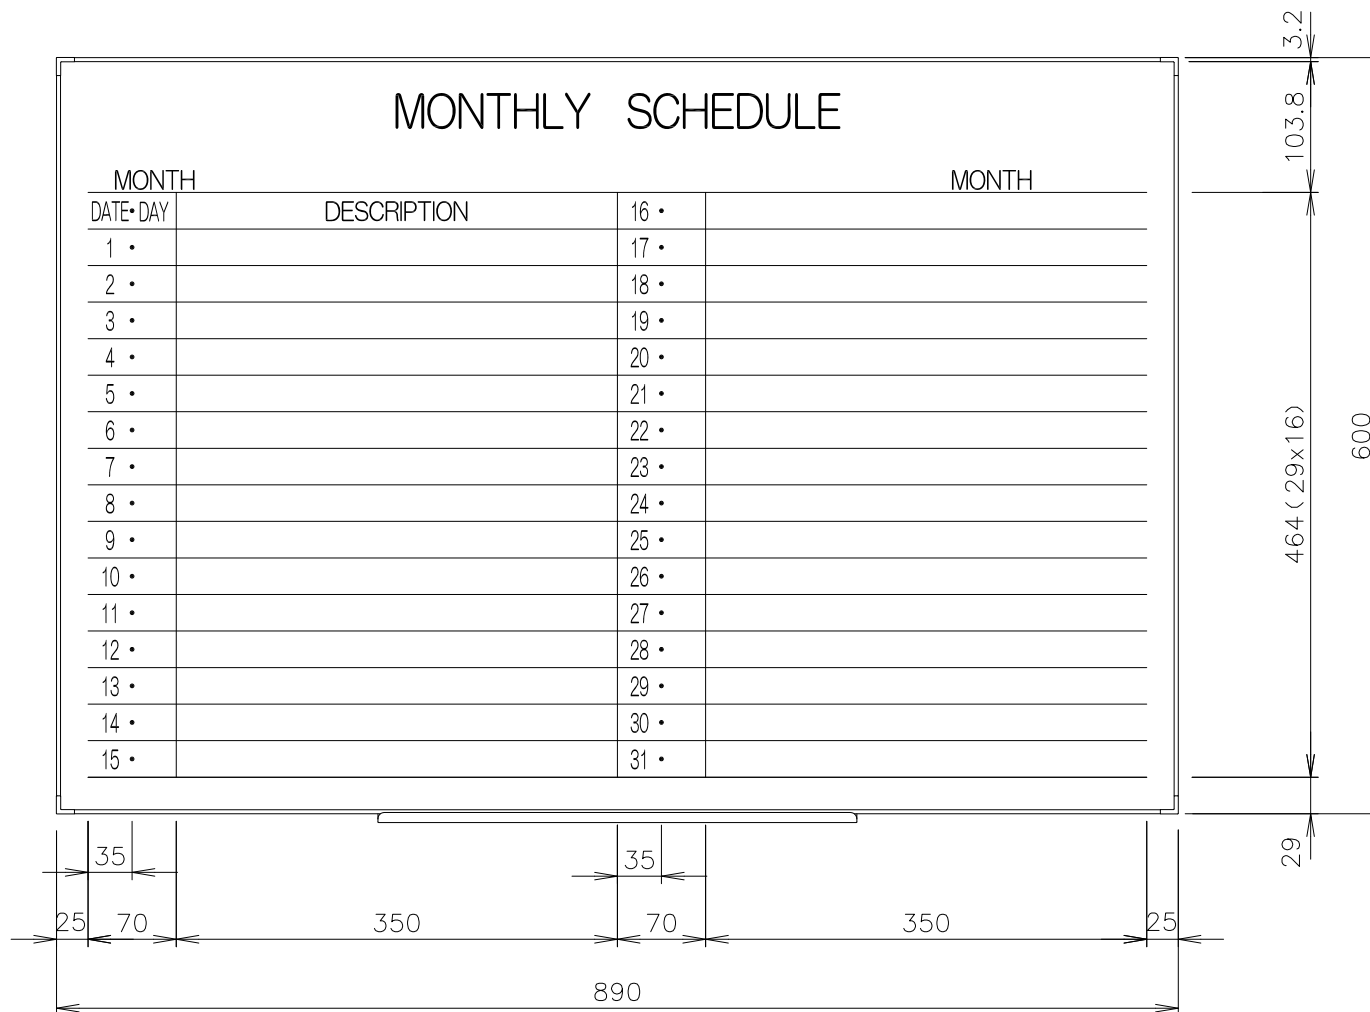 3.2
MONTHLY SCHEDULE
103.8
MONTH MONTH
DATE•DAY DESCRIPTION 16 •
1 • 17 •
2 • 18 •
3 • 19 •
4 • 20 •
5 • 21 •
6 • 22 •
7 • 23 •
8 • 24 •
9 • 25 •
10 • 26 •
11 • 27 •
12 • 28 •
13 • 29 •
14 • 30 •
15 • 31 •
464(29x16)
600
29
35 35
25 70 350 70 350 25
890